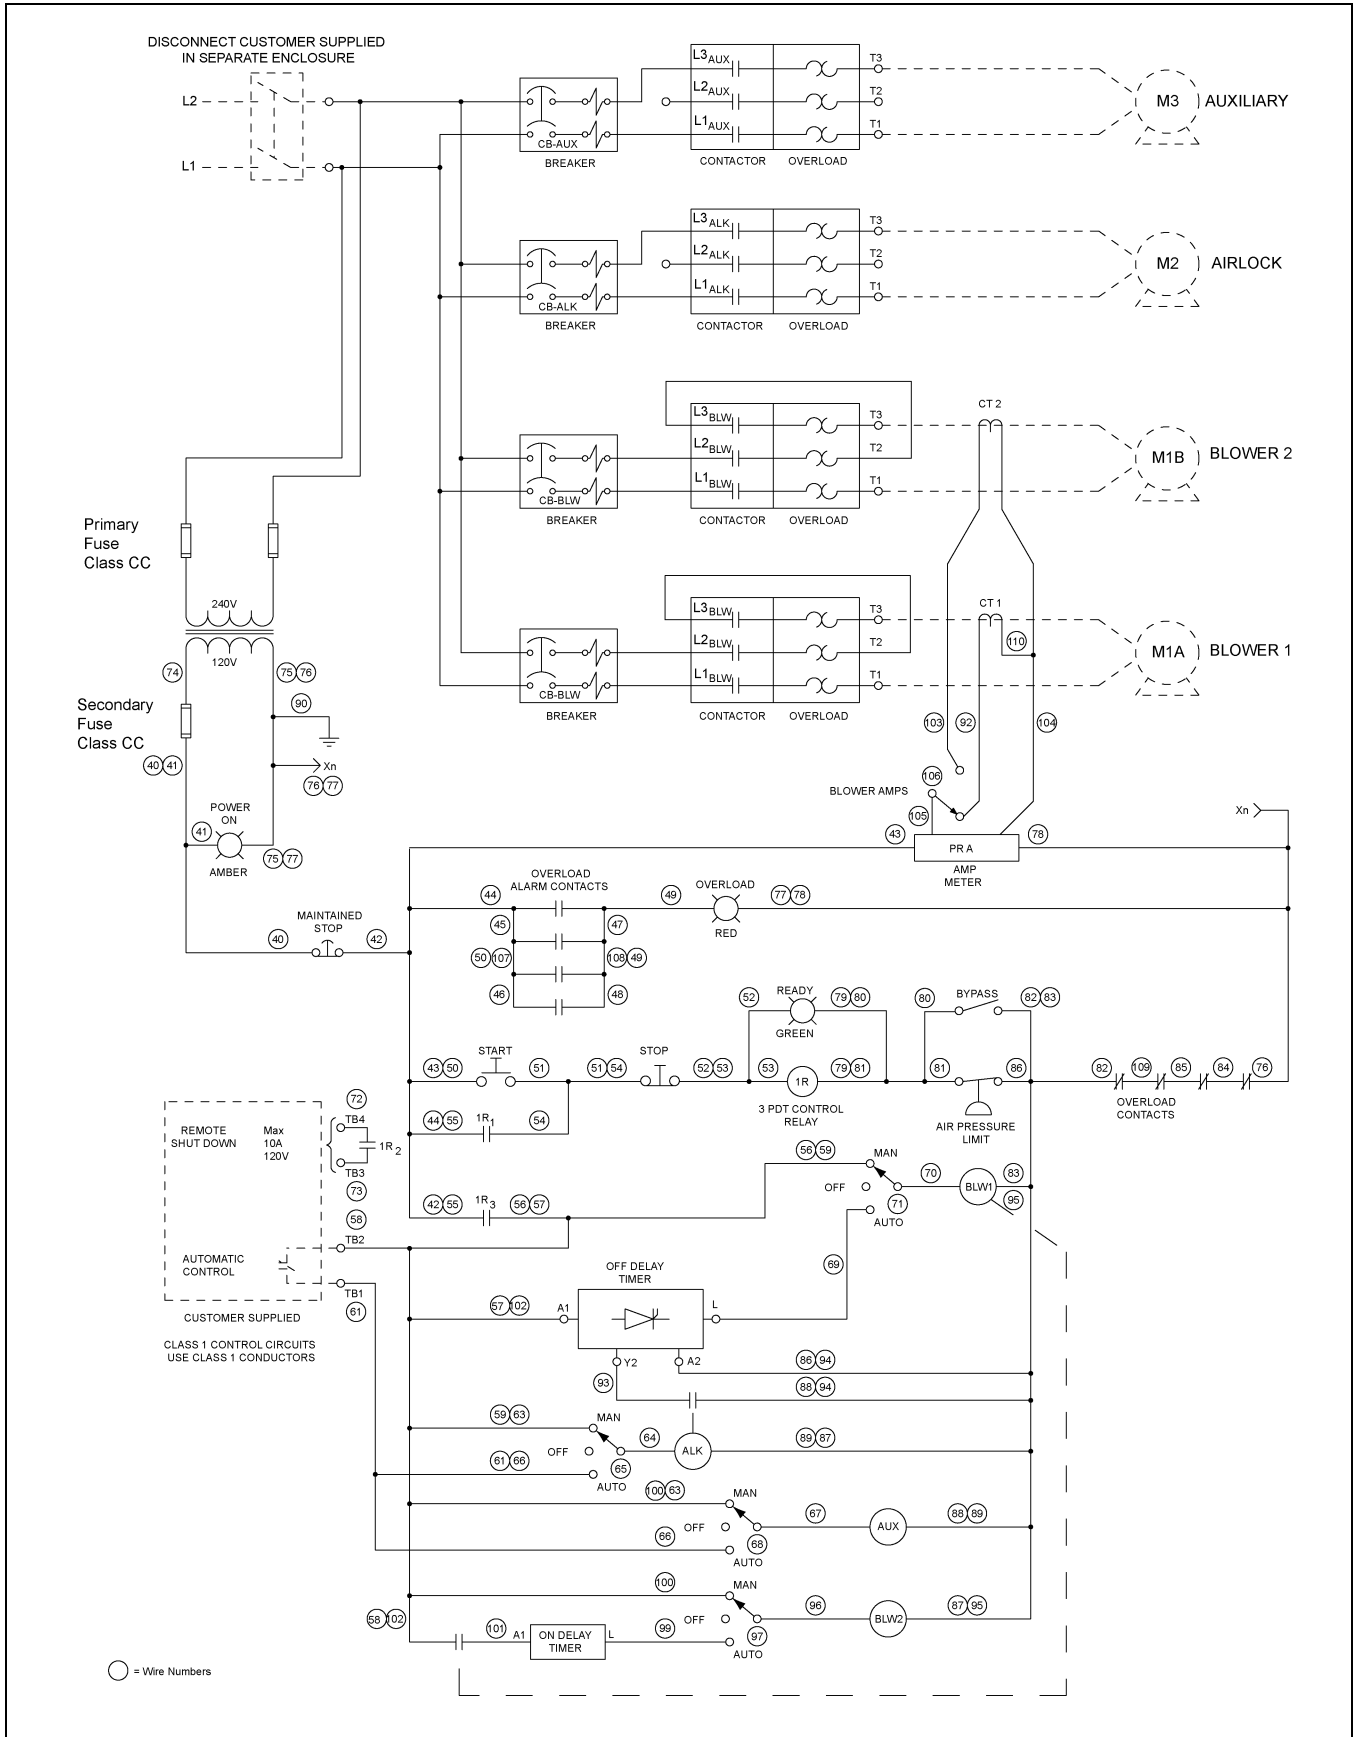 DISCONNECT CUSTOMER SUPPLIED
IN SEPARATE ENCLOSURE
L2
L1
CB-AUX
BREAKER
L3AUX
L2AUX
L1AUX
CONTACTOR
OVERLOAD
T3
T2
T1
M3
AUXILIARY
CB-ALK
BREAKER
L3ALK
L2ALK
L1ALK
CONTACTOR
OVERLOAD
T3
T2
T1
M2
AIRLOCK
CB-BLW
BREAKER
L3BLW
L2BLW
L1BLW
CONTACTOR
OVERLOAD
T3
T2
T1
CT 2
M1B
BLOWER 2
CB-BLW
BREAKER
L3BLW
L2BLW
L1BLW
CONTACTOR
OVERLOAD
T3
T2
T1
CT 1
110
M1A
BLOWER 1
Primary
Fuse
Class CC
240V
120V
74
75 76
90
Secondary
Fuse
Class CC
40 41
Xn
76 77
POWER
ON
41
75 77
AMBER
103
92
104
106
BLOWER AMPS
105
43
PR A
78
AMP
METER
Xn
OVERLOAD
ALARM CONTACTS
44
45
47
50 107
108 49
46
48
49
OVERLOAD
77 78
RED
MAINTAINED
STOP
40
42
52
READY
79 80
GREEN
80
BYPASS
82 83
43 50
START
51
51 54
STOP
52 53
53
1R
79 81
3 PDT CONTROL
RELAY
81
86
AIR PRESSURE
LIMIT
82
109
85
84
76
OVERLOAD
CONTACTS
44 55
1R1
54
REMOTE
SHUT DOWN
Max
10A
120V
72
TB4
1R2
TB3
73
42 55
1R3
56 57
56 59
MAN
OFF
AUTO
70
71
BLW1
83
95
58
TB2
AUTOMATIC
CONTROL
TB1
61
CUSTOMER SUPPLIED
CLASS 1 CONTROL CIRCUITS
USE CLASS 1 CONDUCTORS
69
OFF DELAY
TIMER
57 102
A1
L
Y2
A2
93
86 94
88 94
59 63
MAN
OFF
AUTO
61 66
64
65
ALK
89 87
100 63
MAN
OFF
AUTO
66
67
68
AUX
88 89
100
MAN
OFF
AUTO
96
97
BLW2
87 95
58 102
101
A1
ON DELAY
TIMER
L
99
= Wire Numbers